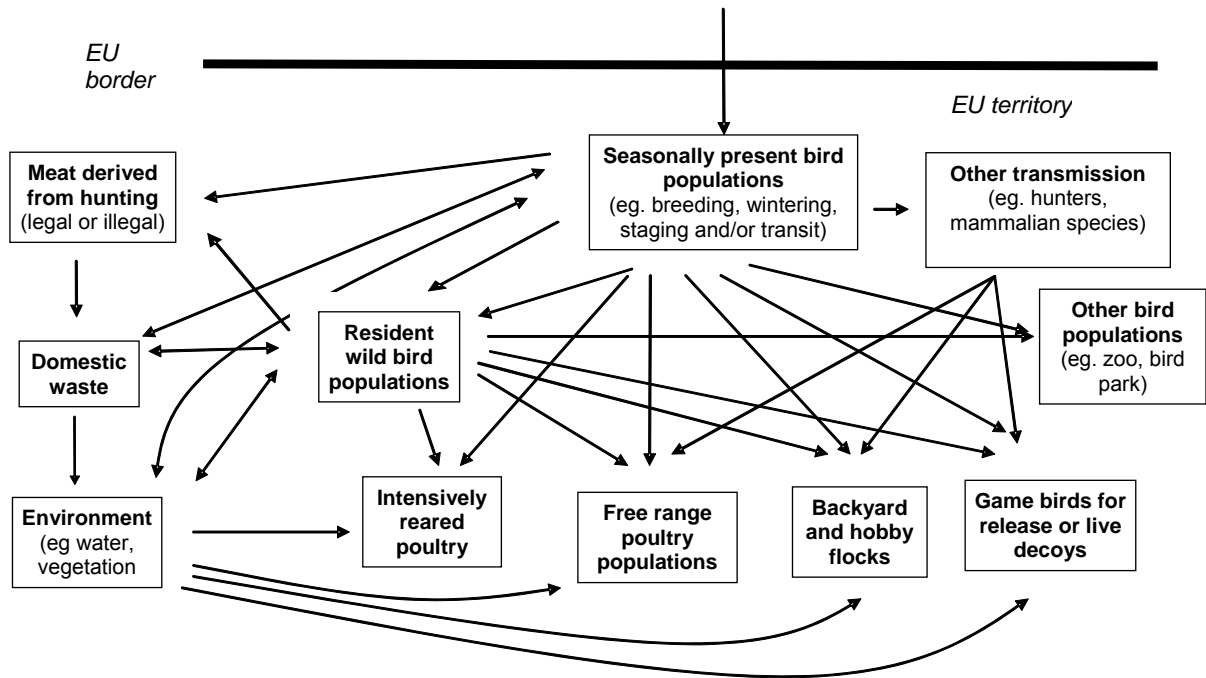 EU
border
EU territory
Meat derived
from hunting
(legal or illegal)
Seasonally present bird
populations
(eg. breeding, wintering,
staging and/or transit)
Other transmission
(eg. hunters,
mammalian species)
Domestic
waste
Resident
wild bird
populations
Other bird
populations
(eg. zoo, bird
park)
Environment
(eg water,
vegetation
Intensively
reared
poultry
Free range
poultry
populations
Backyard
and hobby
flocks
Game birds for
release or live
decoys